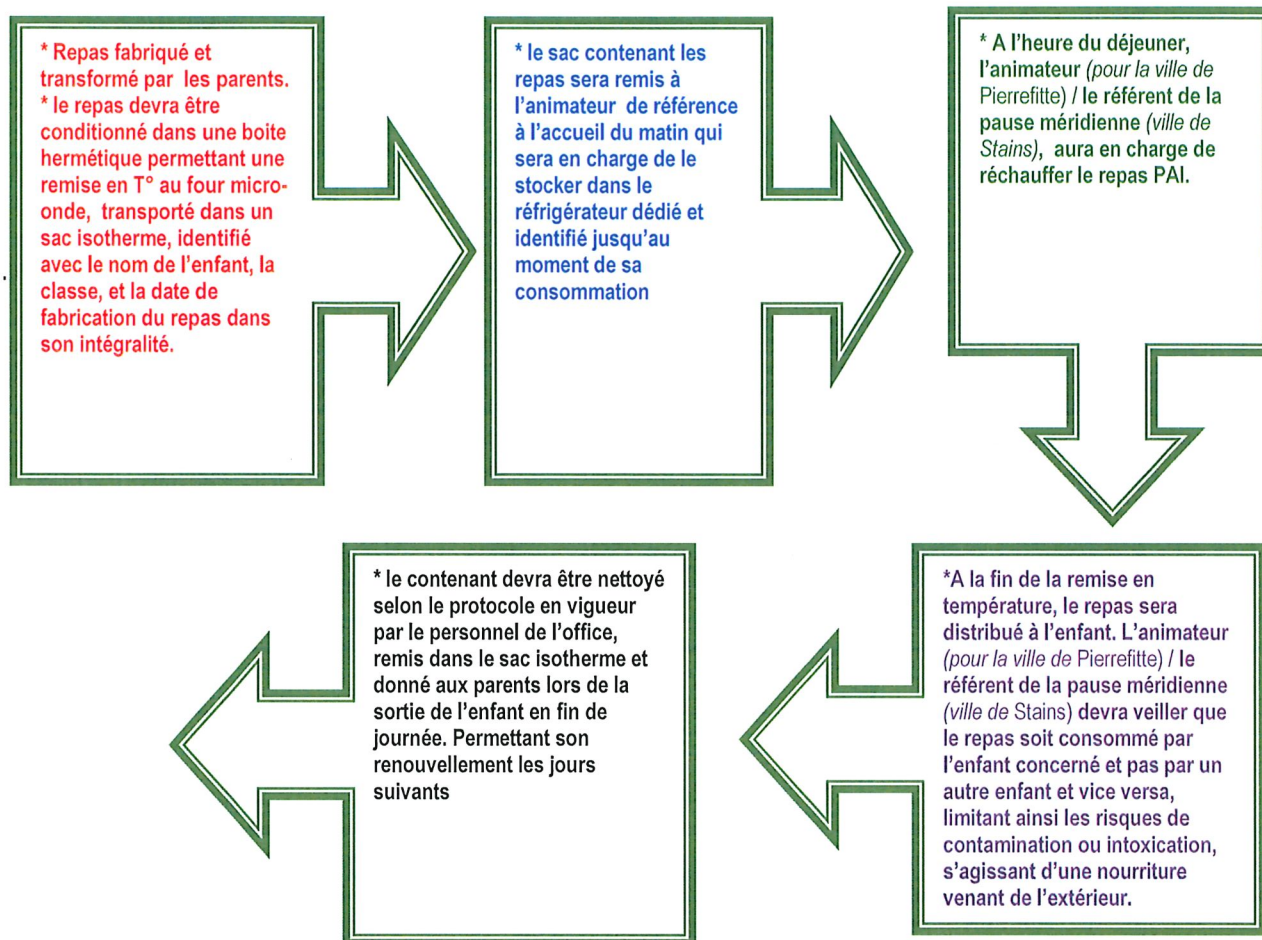 * Repas fabriqué et
transformé par les parents.
* le repas devra être
conditionné dans une boite
hermétique permettant une
remise en T° au four micro-
onde, transporté dans un
sac isotherme, identifié
avec le nom de l'enfant, la
classe, et la date de
fabrication du repas dans
son intégralité.
* le sac contenant les
repas sera remis à
l'animateur de référence
à l'accueil du matin qui
sera en charge de le
stocker dans le
réfrigérateur dédié et
identifié jusqu'au
moment de sa
consommation
* A l'heure du déjeuner,
l'animateur (pour la ville de
Pierrefitte) / le référent de la
pause méridienne (ville de
Stains), aura en charge de
réchauffer le repas PAI.
*A la fin de la remise en
température, le repas sera
distribué à l'enfant. L'animateur
(pour la ville de Pierrefitte) / le
référent de la pause méridienne
(ville de Stains) devra veiller que
le repas soit consommé par
l'enfant concerné et pas par un
autre enfant et vice versa,
limitant ainsi les risques de
contamination ou intoxication,
s'agissant d'une nourriture
venant de l'extérieur.
* le contenant devra être nettoyé
selon le protocole en vigueur
par le personnel de l'office,
remis dans le sac isotherme et
donné aux parents lors de la
sortie de l'enfant en fin de
journée. Permettant son
renouvellement les jours
suivants